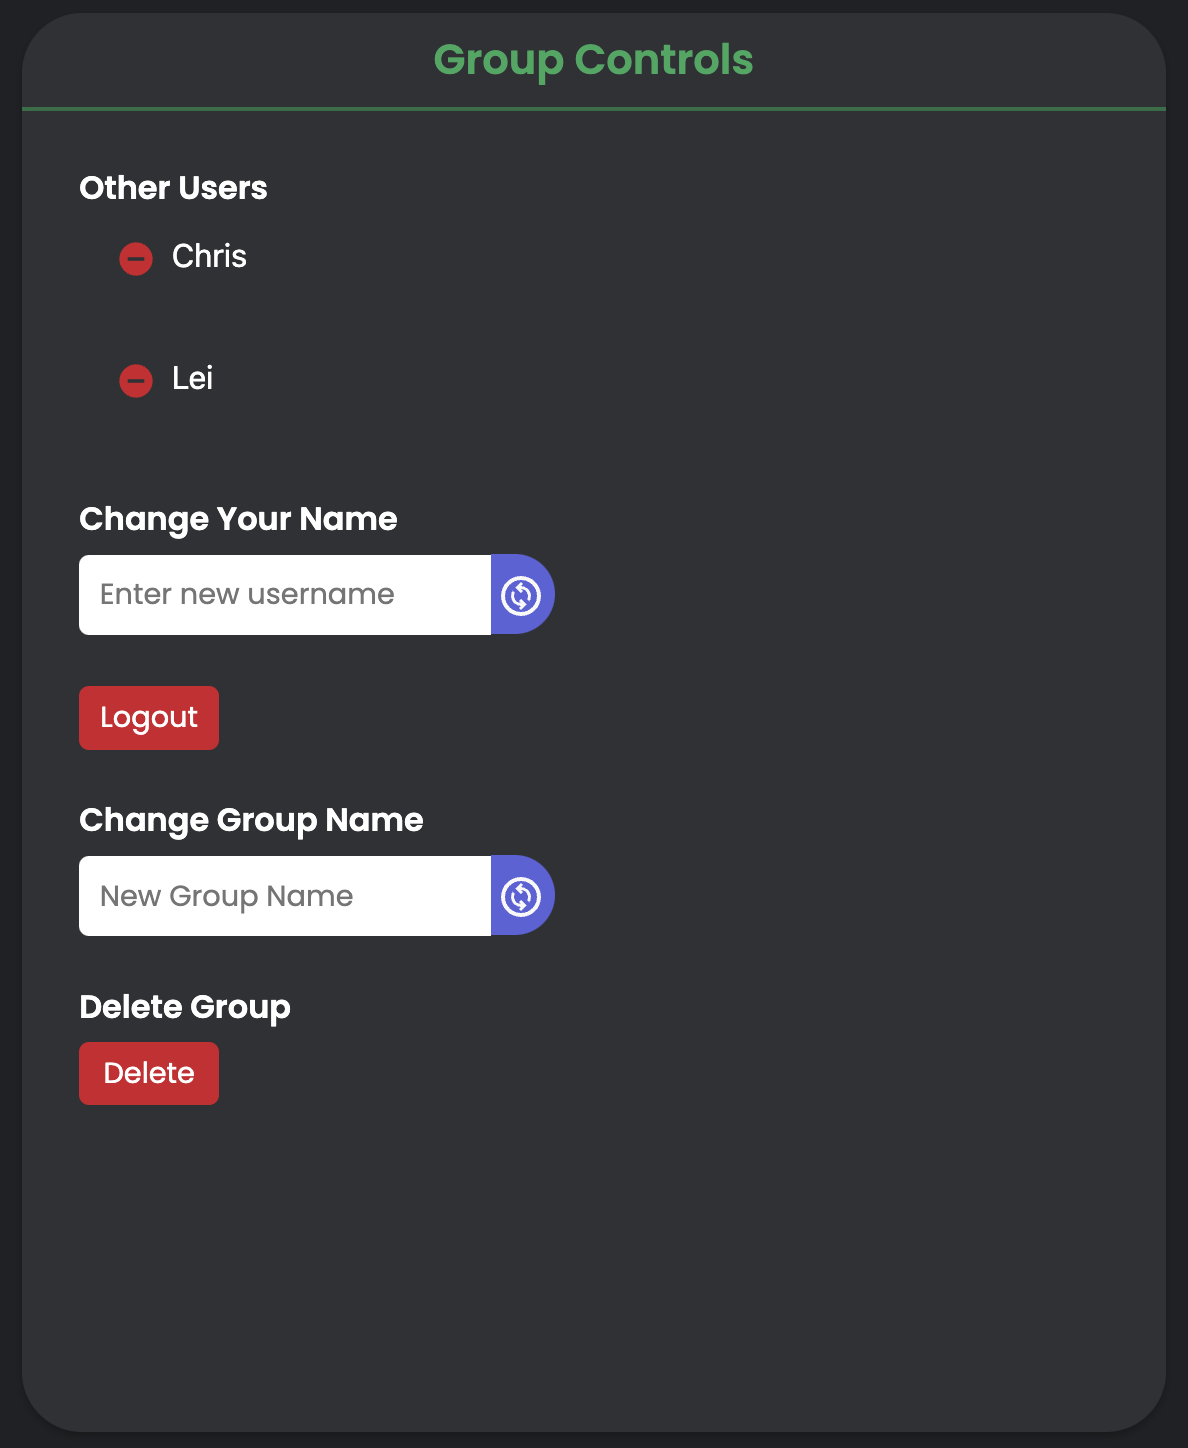 Group Controls
Other Users
Chris
Lei
Change Your Name
Enter new username
Logout
Change Group Name
New Group Name
Delete Group
Delete